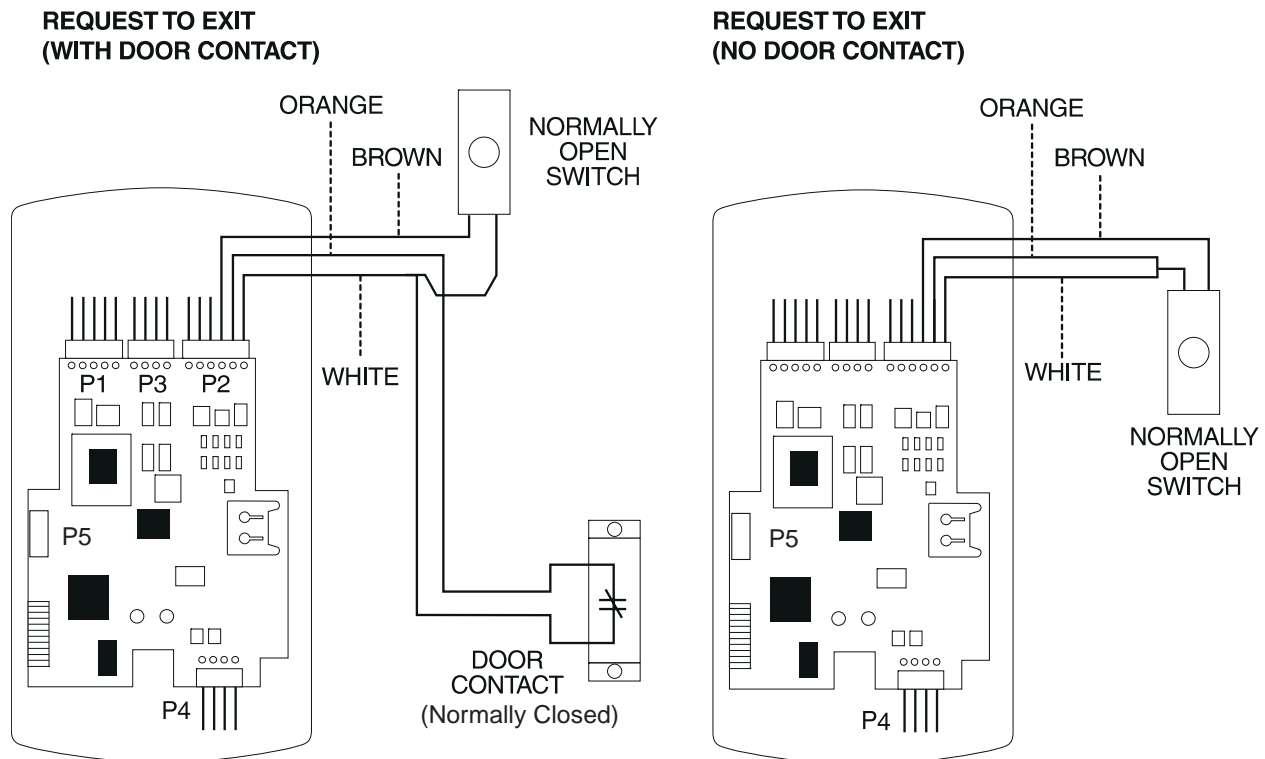 REQUEST TO EXIT
(WITH DOOR CONTACT)
ORANGE
BROWN
NORMALLY
OPEN
SWITCH
WHITE
P1
P3
P2
P5
P4
DOOR
CONTACT
(Normally Closed)
REQUEST TO EXIT
(NO DOOR CONTACT)
ORANGE
BROWN
WHITE
NORMALLY
OPEN
SWITCH
P5
P4